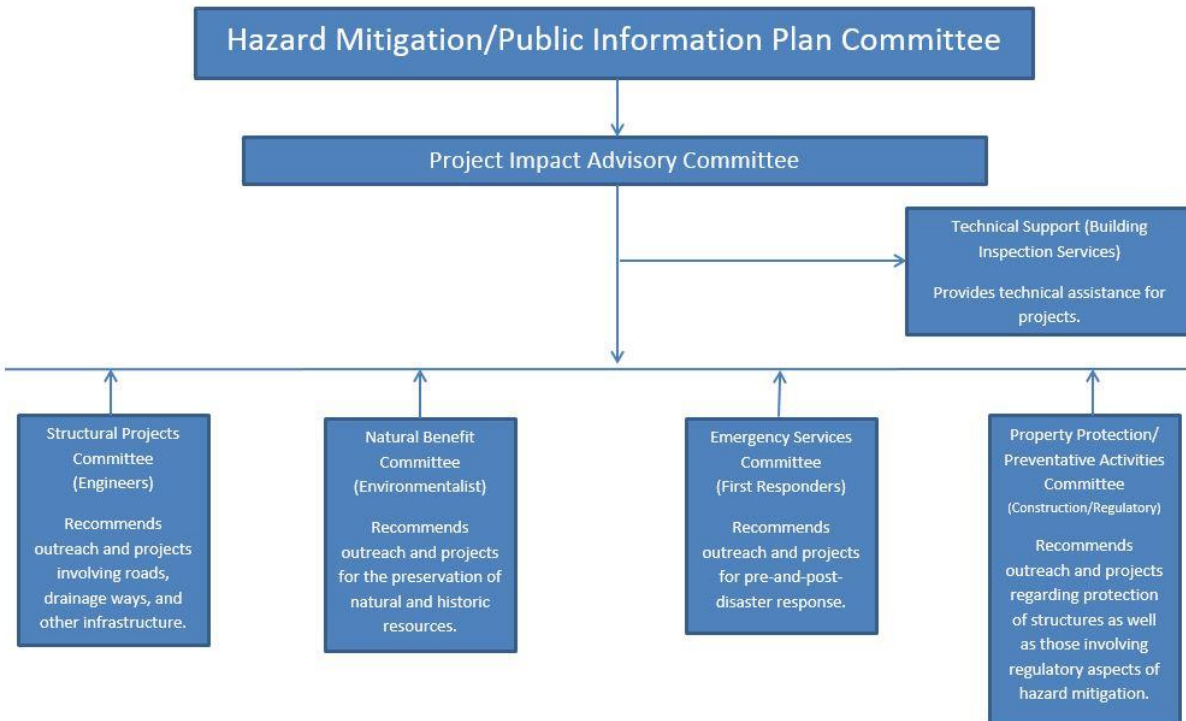 Hazard Mitigation/Public Information Plan Committee
Project Impact Advisory Committee
Technical Support (Building
Inspection Services)
Provides technical assistance for
projects.
Structural Projects
Committee
(Engineers)
Recommends
outreach and projects
involving roads,
drainage ways, and
other infrastructure.
Natural Benefit
Committee
(Environmentalist)
Recommends
outreach and projects
for the preservation of
natural and historic
resources.
Emergency Services
Committee
(First Responders)
Recommends
outreach and projects
for pre-and-post-
disaster response.
Property Protection/
Preventative Activities
Committee
(Construction/Regulatory)
Recommends
outreach and projects
regarding protection
of structures as well
as those involving
regulatory aspects of
hazard mitigation.